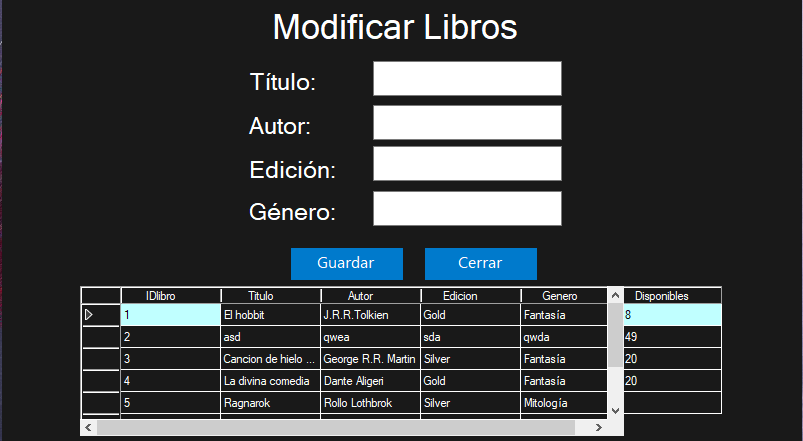 Modificar Libros
Título:
Autor:
Edición:
Género:
Guardar Cerrar
IDlibro Titulo Autor Edicion Genero Disponibles
1 El hobbit J.R.R.Tolkien Gold Fantasía 8
2 asd qwea sda qwda 49
3 Cancion de hielo ... George R.R. Martin Silver Fantasía 20
4 La divina comedia Dante Aligeri Gold Fantasía 20
5 Ragnarok Rollo Lothbrok Silver Mitología